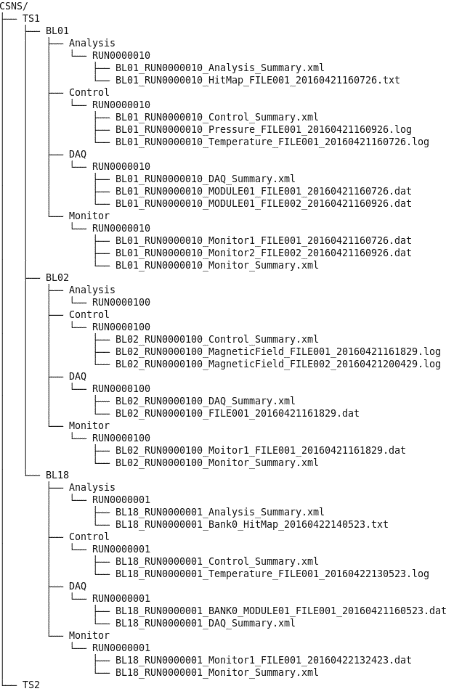 CSNS/
TS1
BL01
Analysis
RUN0000010
BL01_RUN0000010_Analysis_Summary.xml
BL01_RUN0000010_HitMap_FILE001_20160421160726.txt
Control
RUN0000010
BL01_RUN0000010_Control_Summary.xml
BL01_RUN0000010_Pressure_FILE001_20160421160926.log
BL01_RUN0000010_Temperature_FILE001_20160421160726.log
DAQ
RUN0000010
BL01_RUN0000010_DAQ_Summary.xml
BL01_RUN0000010_MODULE01_FILE001_20160421160726.dat
BL01_RUN0000010_MODULE01_FILE002_20160421160926.dat
Monitor
RUN0000010
BL01_RUN0000010_Monitor1_FILE001_20160421160726.dat
BL01_RUN0000010_Monitor2_FILE002_20160421160926.dat
BL01_RUN0000010_Monitor_Summary.xml
BL02
Analysis
RUN0000100
Control
RUN0000100
BL02_RUN0000100_Control_Summary.xml
BL02_RUN0000100_MagneticField_FILE001_20160421161829.log
BL02_RUN0000100_MagneticField_FILE002_20160421200429.log
DAQ
RUN0000100
BL02_RUN0000100_DAQ_Summary.xml
BL02_RUN0000100_FILE001_20160421161829.dat
Monitor
RUN0000100
BL02_RUN0000100_Moitor1_FILE001_20160421161829.dat
BL02_RUN0000100_Monitor_Summary.xml
BL18
Analysis
RUN0000001
BL18_RUN0000001_Analysis_Summary.xml
BL18_RUN0000001_Bank0_HitMap_20160422140523.txt
Control
RUN0000001
BL18_RUN0000001_Control_Summary.xml
BL18_RUN0000001_Temperature_FILE001_20160422130523.log
DAQ
RUN0000001
BL18_RUN0000001_BANK0_MODULE01_FILE001_20160421160523.dat
BL18_RUN0000001_DAQ_Summary.xml
Monitor
RUN0000001
BL18_RUN0000001_Monitor1_FILE001_20160422132423.dat
BL18_RUN0000001_Monitor_Summary.xml
TS2